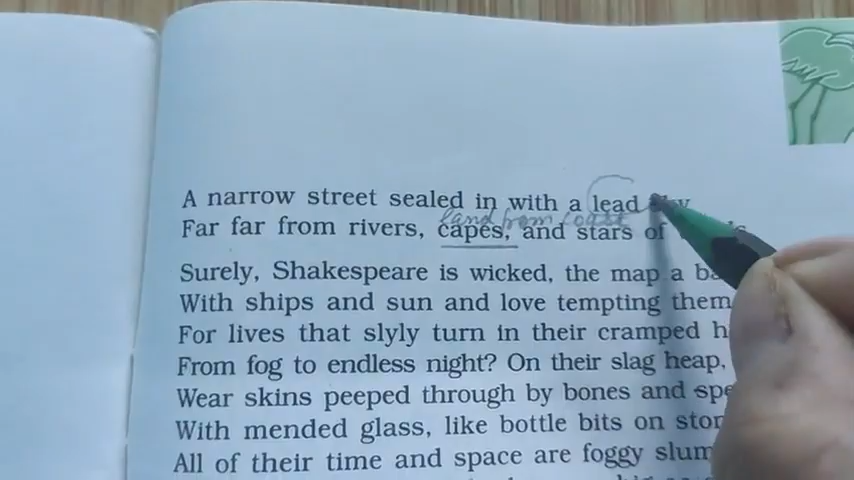 A narrow street sealed in with a lead
land from coast
Far far from rivers, capes, and stars of
Surely, Shakespeare is wicked, the map a
With ships and sun and love tempting them
For lives that slyly turn in their cramped
From fog to endless night? On their slag heap,
Wear skins peeped through by bones and
With mended glass, like bottle bits on
All of their time and space are foggy